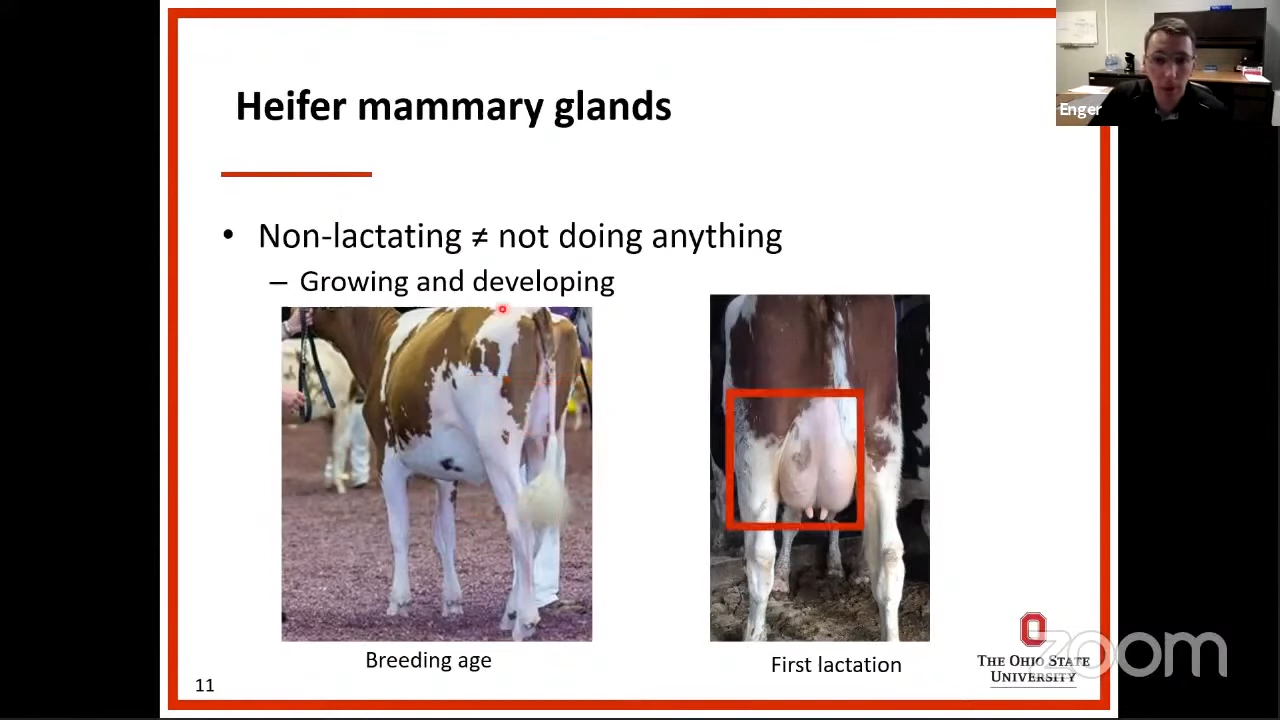 Heifer mammary glands
Enger
• Non-lactating ≠ not doing anything
– Growing and developing
Breeding age
First lactation
THE OHIO STATE
UNIVERSITY
zoom
11